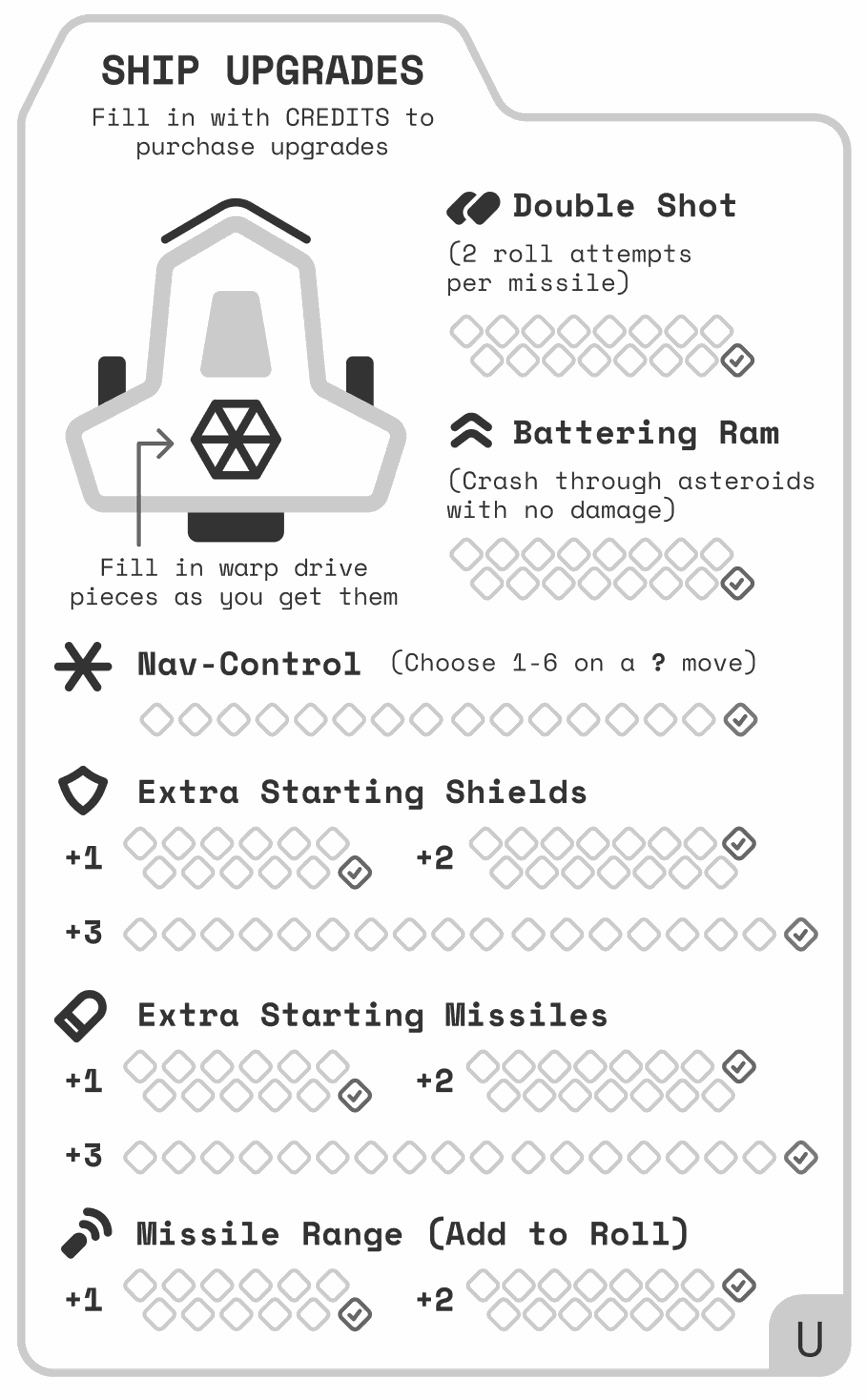 SHIP UPGRADES
Fill in with CREDITS to
purchase upgrades
Double Shot
(2 roll attempts
per missile)
Battering Ram
(Crash through asteroids
with no damage)
Fill in warp drive
pieces as you get them
Nav-Control (Choose 1-6 on a ? move)
Extra Starting Shields
+1 +2
+3
Extra Starting Missiles
+1 +2
+3
Missile Range (Add to Roll)
+1 +2
U